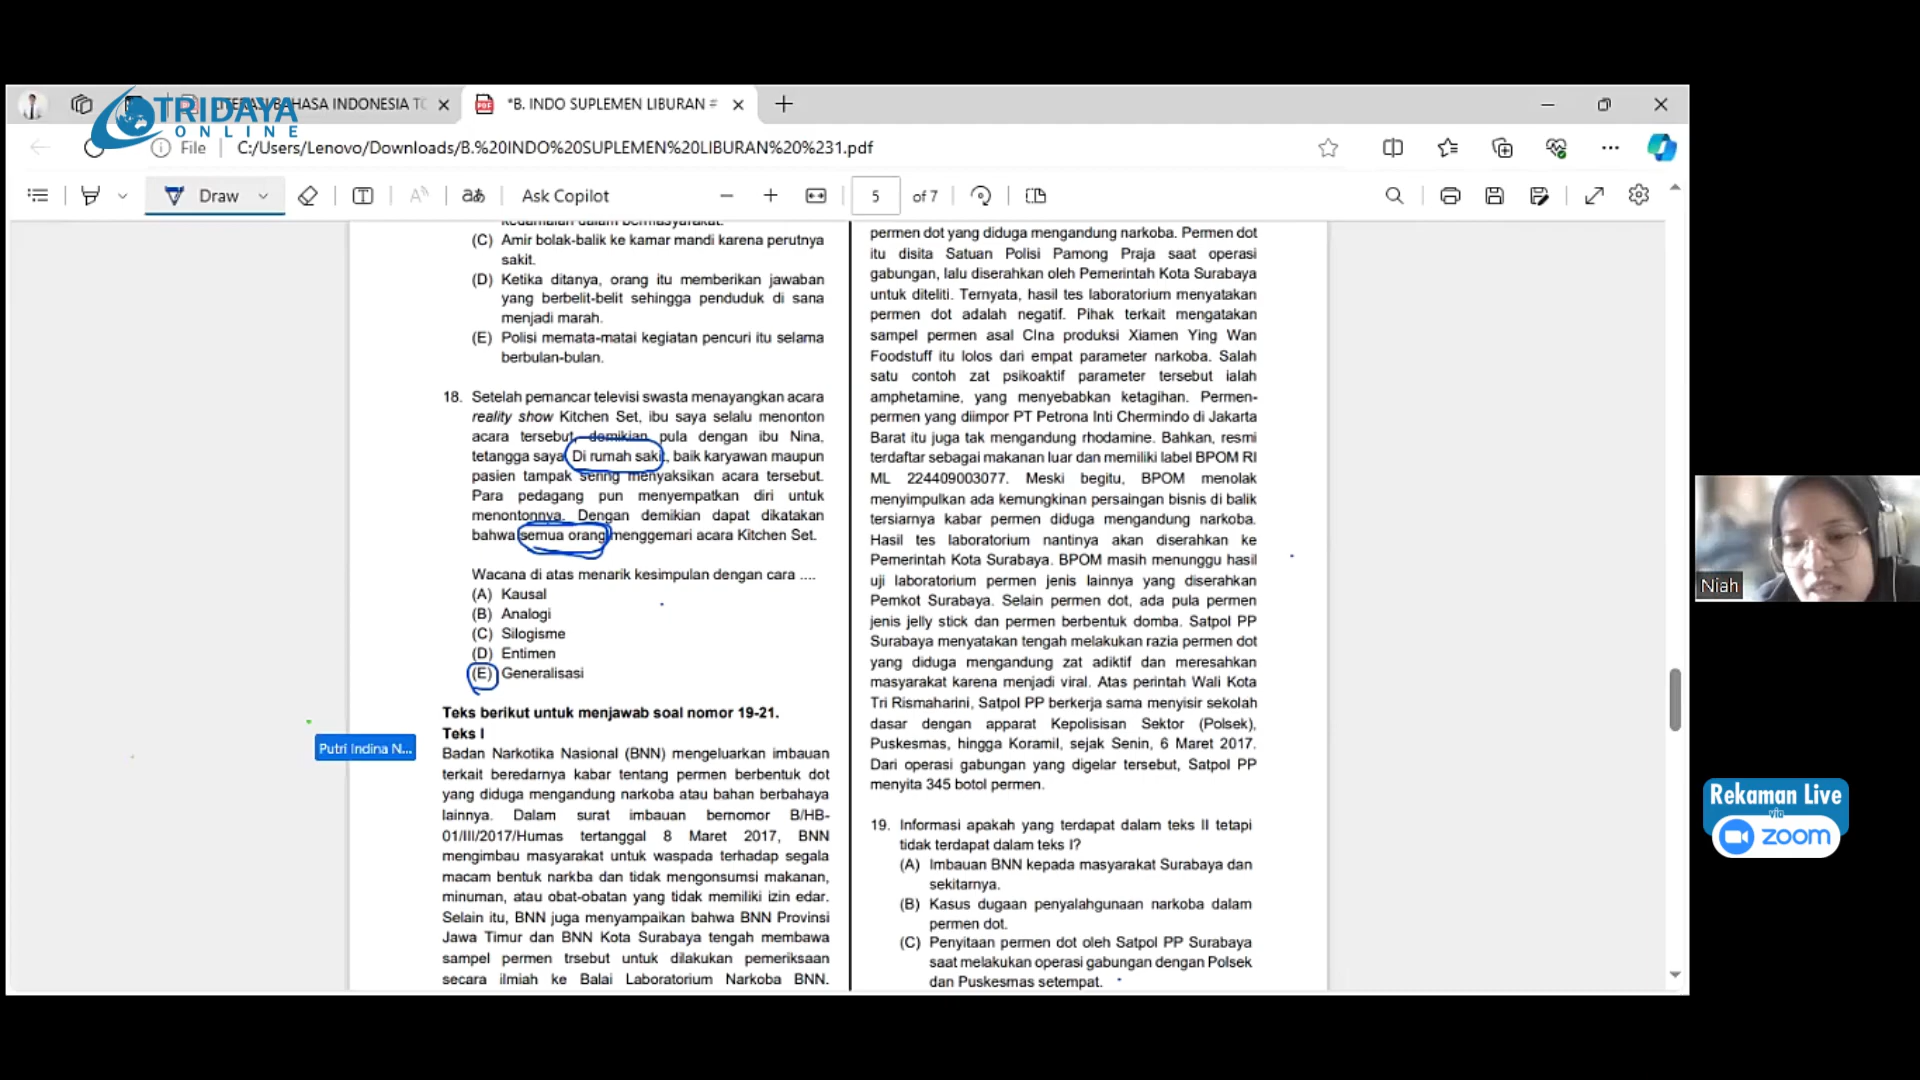 TRIDAYA
ONLINE
LITERASI BAHASA INDONESIA TO
*B. INDO SUPLEMEN LIBURAN #
File
C:/Users/Lenovo/Downloads/B.%20INDO%20SUPLEMEN%20LIBURAN%20%231.pdf
Draw
Ask Copilot
5
of 7
kedamaian dalam bermasyarakat.
(C) Amir bolak-balik ke kamar mandi karena perutnya
sakit.
(D) Ketika ditanya, orang itu memberikan jawaban
yang berbelit-belit sehingga penduduk di sana
menjadi marah.
(E) Polisi memata-matai kegiatan pencuri itu selama
berbulan-bulan.
18. Setelah pemancar televisi swasta menayangkan acara
reality show Kitchen Set, ibu saya selalu menonton
acara tersebut, demikian pula dengan ibu Nina,
tetangga saya. Di rumah sakit, baik karyawan maupun
pasien tampak sering menyaksikan acara tersebut.
Para pedagang pun menyempatkan diri untuk
menontonnya. Dengan demikian dapat dikatakan
bahwa semua orang menggemari acara Kitchen Set.
Wacana di atas menarik kesimpulan dengan cara ....
(A) Kausal
(B) Analogi
(C) Silogisme
(D) Entimen
(E) Generalisasi
Teks berikut untuk menjawab soal nomor 19-21.
Teks I
Badan Narkotika Nasional (BNN) mengeluarkan imbauan
terkait beredarnya kabar tentang permen berbentuk dot
yang diduga mengandung narkoba atau bahan berbahaya
lainnya. Dalam surat imbauan bernomor B/HB-
01/III/2017/Humas tertanggal 8 Maret 2017, BNN
mengimbau masyarakat untuk waspada terhadap segala
macam bentuk narkba dan tidak mengonsumsi makanan,
minuman, atau obat-obatan yang tidak memiliki izin edar.
Selain itu, BNN juga menyampaikan bahwa BNN Provinsi
Jawa Timur dan BNN Kota Surabaya tengah membawa
sampel permen trsebut untuk dilakukan pemeriksaan
secara ilmiah ke Balai Laboratorium Narkoba BNN.
Putri Indina N...
permen dot yang diduga mengandung narkoba. Permen dot
itu disita Satuan Polisi Pamong Praja saat operasi
gabungan, lalu diserahkan oleh Pemerintah Kota Surabaya
untuk diteliti. Ternyata, hasil tes laboratorium menyatakan
permen dot adalah negatif. Pihak terkait mengatakan
sampel permen asal CIna produksi Xiamen Ying Wan
Foodstuff itu lolos dari empat parameter narkoba. Salah
satu contoh zat psikoaktif parameter tersebut ialah
amphetamine, yang menyebabkan ketagihan. Permen-
permen yang diimpor PT Petrona Inti Chermindo di Jakarta
Barat itu juga tak mengandung rhodamine. Bahkan, resmi
terdaftar sebagai makanan luar dan memiliki label BPOM RI
ML 224409003077. Meski begitu, BPOM menolak
menyimpulkan ada kemungkinan persaingan bisnis di balik
tersiarnya kabar permen diduga mengandung narkoba.
Hasil tes laboratorium nantinya akan diserahkan ke
Pemerintah Kota Surabaya. BPOM masih menunggu hasil
uji laboratorium permen jenis lainnya yang diserahkan
Pemkot Surabaya. Selain permen dot, ada pula permen
jenis jelly stick dan permen berbentuk domba. Satpol PP
Surabaya menyatakan tengah melakukan razia permen dot
yang diduga mengandung zat adiktif dan meresahkan
masyarakat karena menjadi viral. Atas perintah Wali Kota
Tri Rismaharini, Satpol PP berkerja sama menyisir sekolah
dasar dengan apparat Kepolisisan Sektor (Polsek),
Puskesmas, hingga Koramil, sejak Senin, 6 Maret 2017.
Dari operasi gabungan yang digelar tersebut, Satpol PP
menyita 345 botol permen.
19. Informasi apakah yang terdapat dalam teks II tetapi
tidak terdapat dalam teks I?
(A) Imbauan BNN kepada masyarakat Surabaya dan
sekitarnya.
(B) Kasus dugaan penyalahgunaan narkoba dalam
permen dot.
(C) Penyitaan permen dot oleh Satpol PP Surabaya
saat melakukan operasi gabungan dengan Polsek
dan Puskesmas setempat.
Niah
Rekaman Live
via
zoom